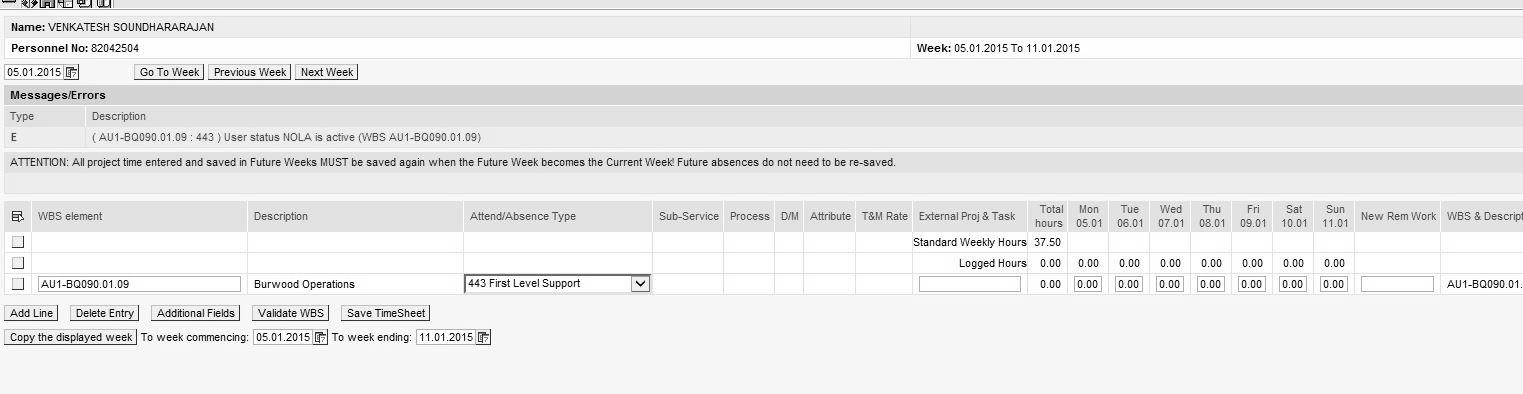 Name: VENKATESH SOUNDHARARAJAN
Personnel No: 82042504 Week: 05.01.2015 To 11.01.2015
05.01.2015 Go To Week Previous Week Next Week
Messages/Errors
Type Description
E ( AU1-BQ090.01.09 : 443 ) User status NOLA is active (WBS AU1-BQ090.01.09)
ATTENTION: All project time entered and saved in Future Weeks MUST be saved again when the Future Week becomes the Current Week! Future absences do not need to be re-saved.
WBS element Description Attend/Absence Type Sub-Service Process D/M Attribute T&M Rate External Proj & Task Total hours Mon 05.01 Tue 06.01 Wed 07.01 Thu 08.01 Fri 09.01 Sat 10.01 Sun 11.01 New Rem Work WBS & Descript
Standard Weekly Hours 37.50
Logged Hours 0.00 0.00 0.00 0.00 0.00 0.00 0.00 0.00
AU1-BQ090.01.09 Burwood Operations 443 First Level Support 0.00 0.00 0.00 0.00 0.00 0.00 0.00 0.00 AU1-BQ090.01.
Add Line Delete Entry Additional Fields Validate WBS Save TimeSheet
Copy the displayed week To week commencing: 05.01.2015 To week ending: 11.01.2015